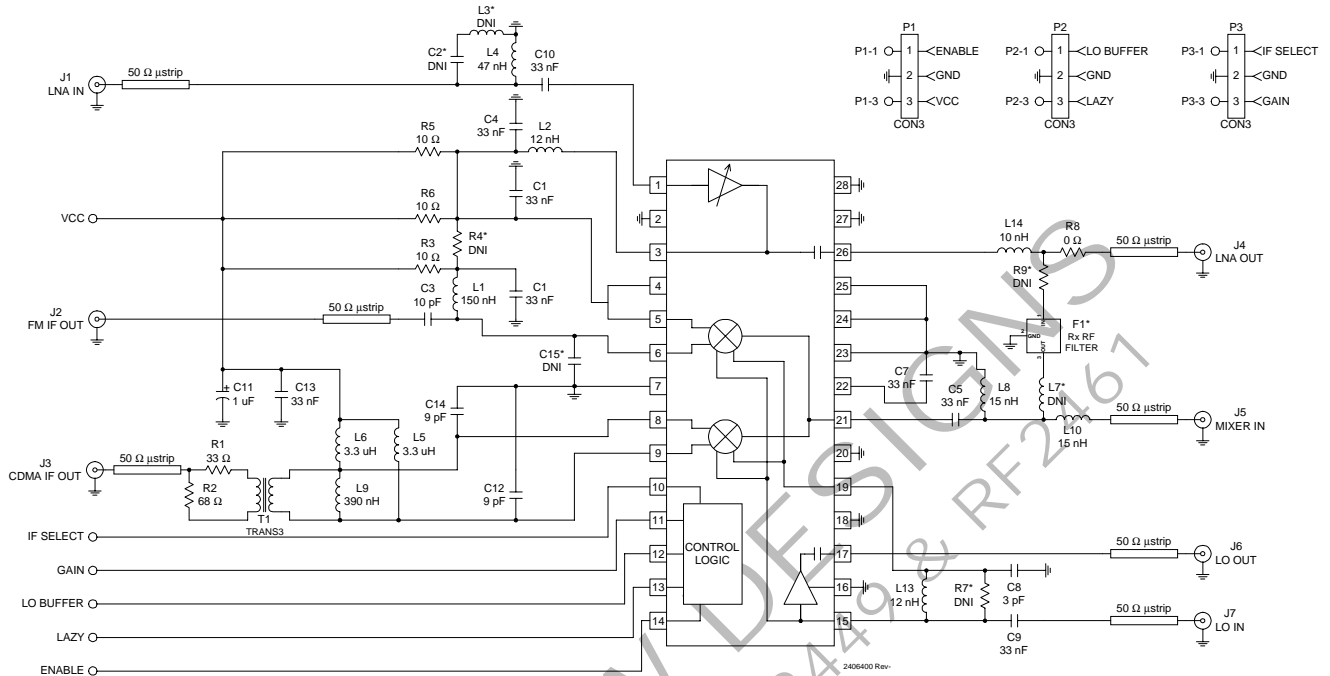 L3*
DNI
C2*
DNI
L4
47 nH
C10
33 nF
J1
LNA IN
50 Ω µstrip
P1
P1-1
1
ENABLE
2
GND
P1-3
3
VCC
CON3
P2
P2-1
1
LO BUFFER
2
GND
P2-3
3
LAZY
CON3
P3
P3-1
1
IF SELECT
2
GND
P3-3
3
GAIN
CON3
C4
33 nF
L2
12 nH
R5
10 Ω
C1
33 nF
R6
10 Ω
VCC
R4*
DNI
R3
10 Ω
C3
10 pF
L1
150 nH
C1
33 nF
J2
FM IF OUT
50 Ω µstrip
C15*
DNI
C11
1 uF
+
C13
33 nF
C14
9 pF
L6
3.3 uH
L5
3.3 uH
R1
33 Ω
J3
CDMA IF OUT
50 Ω µstrip
R2
68 Ω
T1
TRANS3
L9
390 nH
C12
9 pF
IF SELECT
GAIN
LO BUFFER
LAZY
ENABLE
1
2
3
4
5
6
7
8
9
10
11
12
13
14
CONTROL
LOGIC
28
27
26
25
24
23
22
21
20
19
18
17
16
15
L14
10 nH
R8
0 Ω
50 Ω µstrip
J4
LNA OUT
R9*
DNI
1
IN
2
GND
OUT
3
F1*
Rx RF
FILTER
C7
33 nF
C5
33 nF
L8
15 nH
L7*
DNI
L10
15 nH
50 Ω µstrip
J5
MIXER IN
50 Ω µstrip
J6
LO OUT
L13
12 nH
R7*
DNI
C8
3 pF
C9
33 nF
50 Ω µstrip
J7
LO IN
2406400 Rev-
DESIGNS
& RF2461